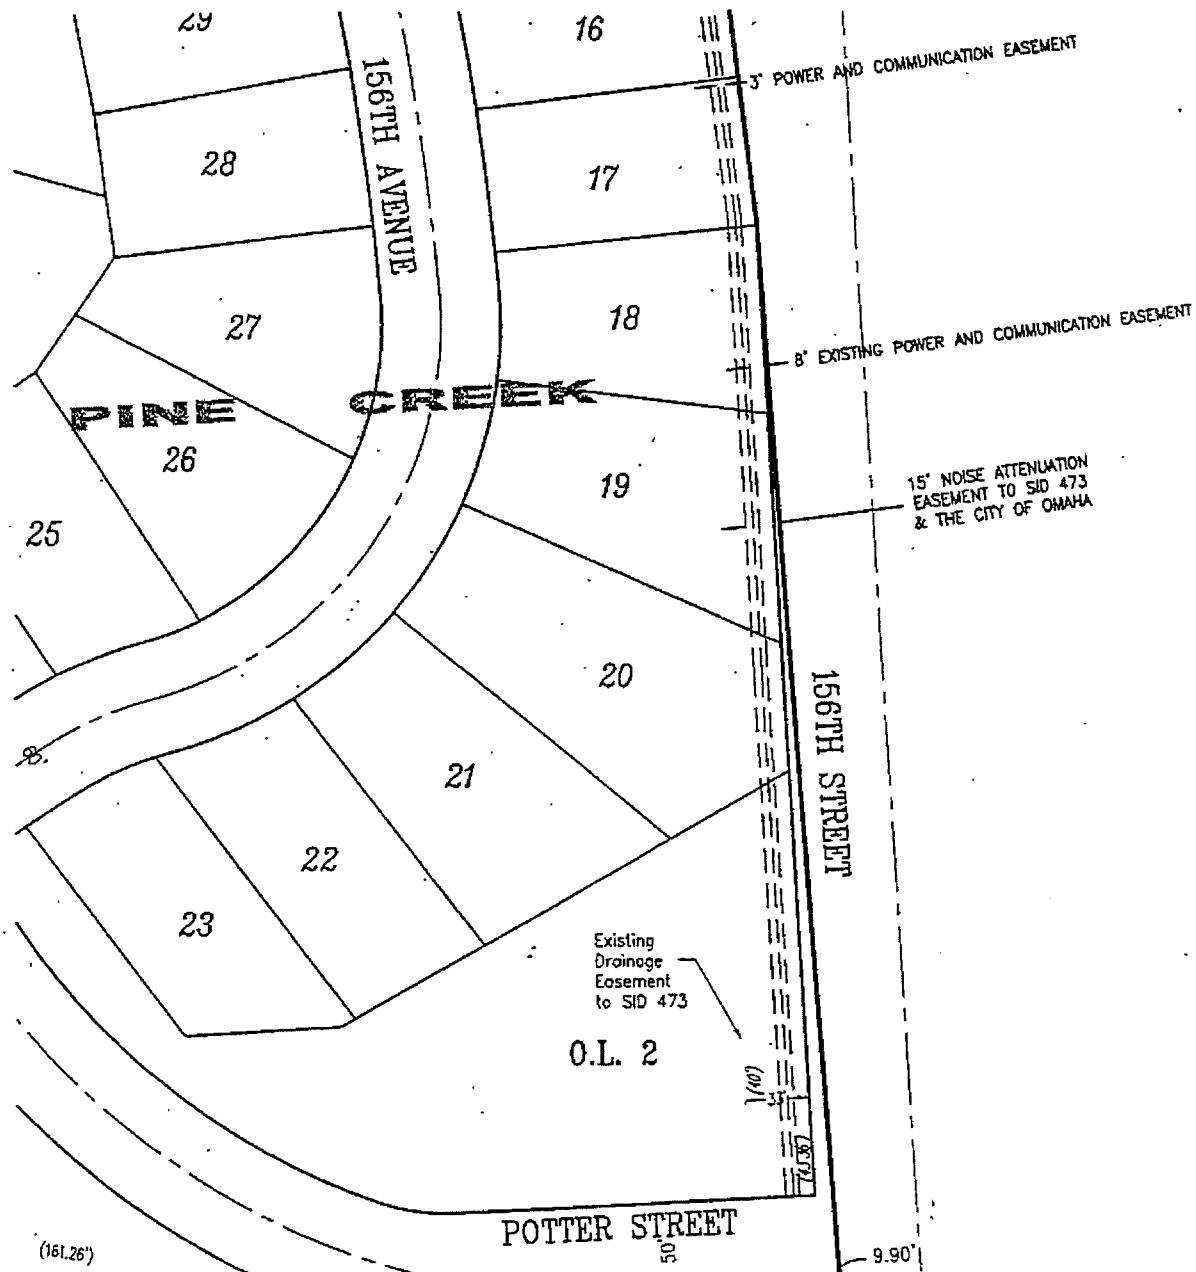 29
16
3' POWER AND COMMUNICATION EASEMENT
156TH AVENUE
28
17
27
18
8' EXISTING POWER AND COMMUNICATION EASEMENT
PINE CREEK
26
19
15' NOISE ATTENUATION
EASEMENT TO SID 473
& THE CITY OF OMAHA
25
20
156TH STREET
21
22
23
Existing
Drainage
Easement
to SID 473
O.L. 2
(40')
33'
POTTER STREET
50'
(161.26')
9.90'